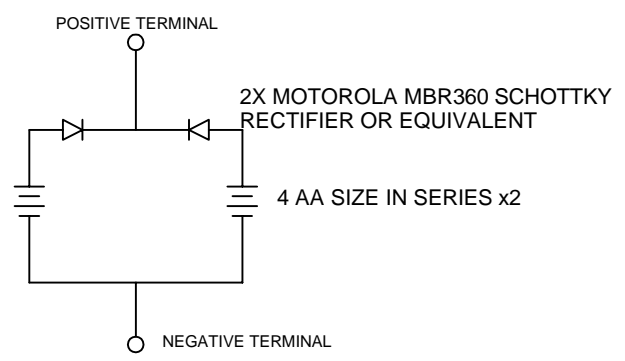 POSITIVE TERMINAL
2X MOTOROLA MBR360 SCHOTTKY
RECTIFIER OR EQUIVALENT
4 AA SIZE IN SERIES x2
NEGATIVE TERMINAL